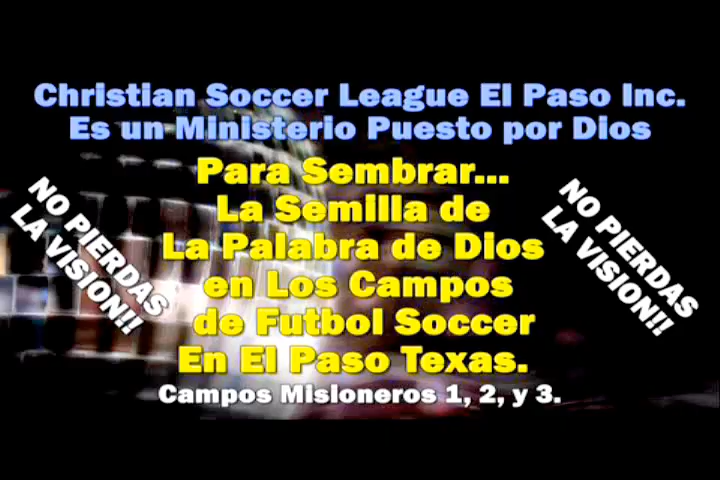 Christian Soccer League El Paso Inc.
Es un Ministerio Puesto por Dios
Para Sembrar...
La Semilla de
La Palabra de Dios
en Los Campos
de Futbol Soccer
En El Paso Texas.
Campos Misioneros 1, 2, y 3.
NO PIERDAS
LA VISION!!
NO PIERDAS
LA VISION!!